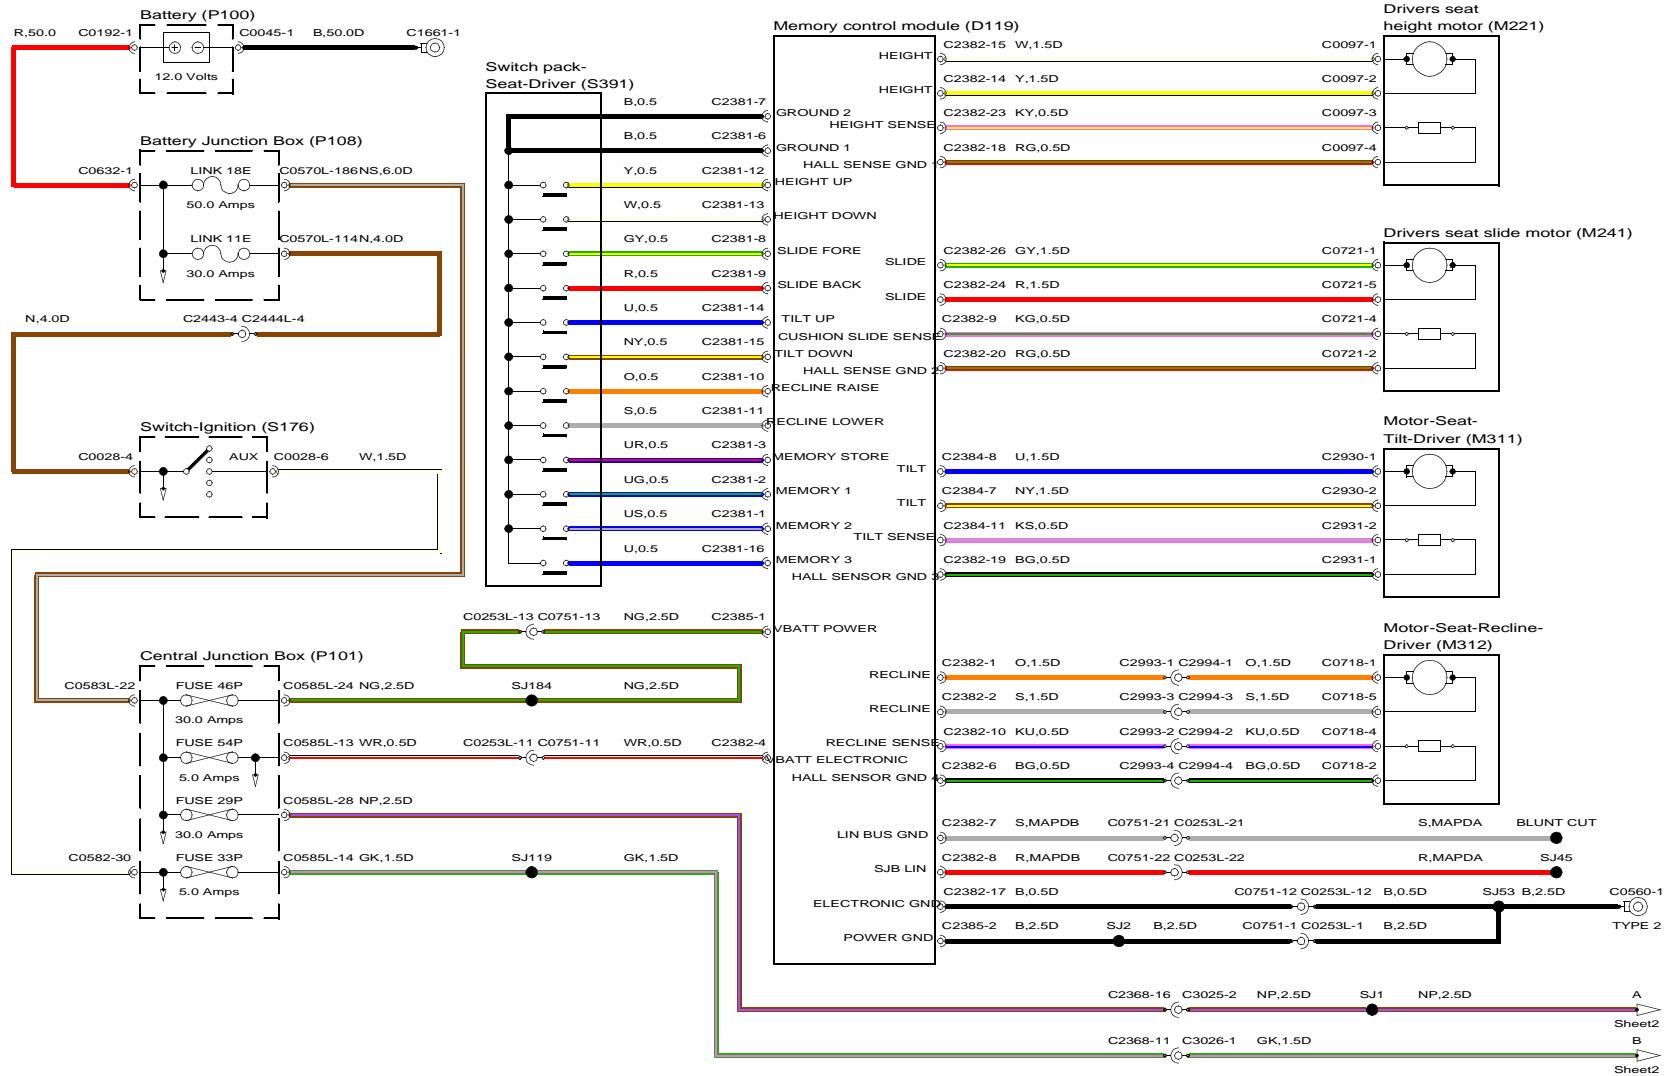 Battery (P100)
R,50.0 C0192-1 C0045-1 B,50.0D C1661-1
12.0 Volts
Battery Junction Box (P108)
C0632-1 LINK 18E C0570L-186NS,6.0D
50.0 Amps
LINK 11E C0570L-114N,4.0D
30.0 Amps
N,4.0D C2443-4 C2444L-4
Switch-Ignition (S176)
C0028-4 AUX C0028-6 W,1.5D
Central Junction Box (P101)
C0583L-22 FUSE 46P C0585L-24 NG,2.5D SJ184 NG,2.5D
30.0 Amps
FUSE 54P C0585L-13 WR,0.5D C0253L-11 C0751-11 WR,0.5D C2382-4
5.0 Amps
FUSE 29P C0585L-28 NP,2.5D
30.0 Amps
C0582-30 FUSE 33P C0585L-14 GK,1.5D SJ119 GK,1.5D
5.0 Amps
Switch pack-
Seat-Driver (S391)
B,0.5 C2381-7
B,0.5 C2381-6
Y,0.5 C2381-12
W,0.5 C2381-13
GY,0.5 C2381-8
R,0.5 C2381-9
U,0.5 C2381-14
NY,0.5 C2381-15
O,0.5 C2381-10
S,0.5 C2381-11
UR,0.5 C2381-3
UG,0.5 C2381-2
US,0.5 C2381-1
U,0.5 C2381-16
C0253L-13 C0751-13 NG,2.5D C2385-1
Memory control module (D119)
HEIGHT
HEIGHT
GROUND 2
HEIGHT SENSE
GROUND 1
HALL SENSE GND 1
HEIGHT UP
HEIGHT DOWN
SLIDE FORE
SLIDE
SLIDE BACK
SLIDE
TILT UP
CUSHION SLIDE SENSE
TILT DOWN
HALL SENSE GND 2
RECLINE RAISE
RECLINE LOWER
MEMORY STORE
TILT
MEMORY 1
TILT
MEMORY 2
TILT SENSE
MEMORY 3
HALL SENSOR GND 3
VBATT POWER
RECLINE
RECLINE
RECLINE SENSE
VBATT ELECTRONIC
HALL SENSOR GND 4
LIN BUS GND
SJB LIN
ELECTRONIC GND
POWER GND
Drivers seat
height motor (M221)
C2382-15 W,1.5D C0097-1
C2382-14 Y,1.5D C0097-2
C2382-23 KY,0.5D C0097-3
C2382-18 RG,0.5D C0097-4
Drivers seat slide motor (M241)
C2382-26 GY,1.5D C0721-1
C2382-24 R,1.5D C0721-5
C2382-9 KG,0.5D C0721-4
C2382-20 RG,0.5D C0721-2
Motor-Seat-
Tilt-Driver (M311)
C2384-8 U,1.5D C2930-1
C2384-7 NY,1.5D C2930-2
C2384-11 KS,0.5D C2931-2
C2382-19 BG,0.5D C2931-1
Motor-Seat-Recline-
Driver (M312)
C2382-1 O,1.5D C2993-1 C2994-1 O,1.5D C0718-1
C2382-2 S,1.5D C2993-3 C2994-3 S,1.5D C0718-5
C2382-10 KU,0.5D C2993-2 C2994-2 KU,0.5D C0718-4
C2382-6 BG,0.5D C2993-4 C2994-4 BG,0.5D C0718-2
C2382-7 S,MAPDB C0751-21 C0253L-21 S,MAPDA BLUNT CUT
C2382-8 R,MAPDB C0751-22 C0253L-22 R,MAPDA SJ45
C2382-17 B,0.5D C0751-12 C0253L-12 B,0.5D SJ53 B,2.5D C0560-1
C2385-2 B,2.5D SJ2 B,2.5D C0751-1 C0253L-1 B,2.5D TYPE 2
C2368-16 C3025-2 NP,2.5D SJ1 NP,2.5D A
Sheet2
C2368-11 C3026-1 GK,1.5D B
Sheet2